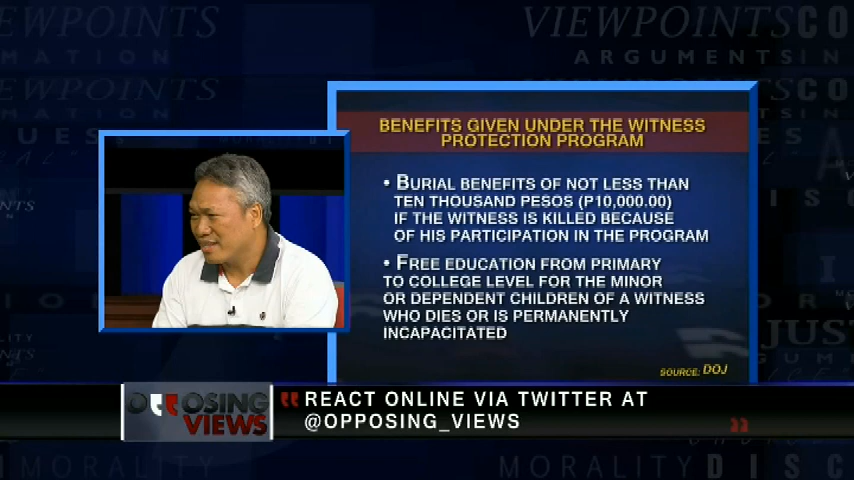 VIEWPOINTS
ARGUMENTS IN
BENEFITS GIVEN UNDER THE WITNESS
PROTECTION PROGRAM
• BURIAL BENEFITS OF NOT LESS THAN
TEN THOUSAND PESOS (P10,000.00)
IF THE WITNESS IS KILLED BECAUSE
OF HIS PARTICIPATION IN THE PROGRAM
• FREE EDUCATION FROM PRIMARY
TO COLLEGE LEVEL FOR THE MINOR
OR DEPENDENT CHILDREN OF A WITNESS
WHO DIES OR IS PERMANENTLY
INCAPACITATED
SOURCE: DOJ
OPPOSING
VIEWS
REACT ONLINE VIA TWITTER AT
@OPPOSING_VIEWS
MORALITY DISC